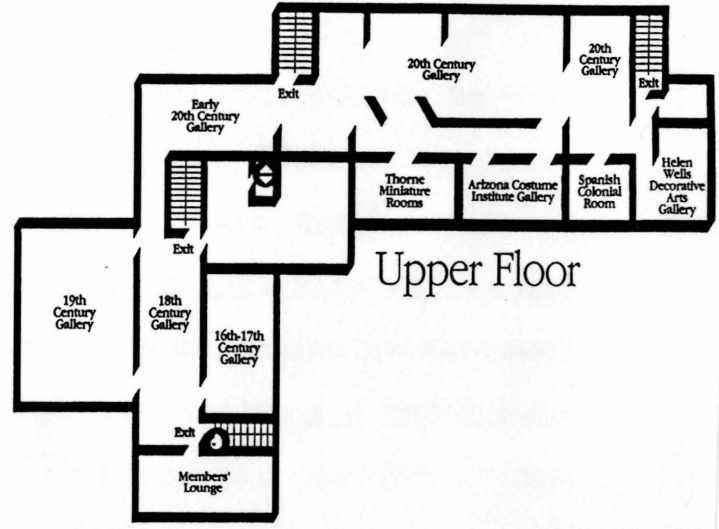 20th
Century
Gallery
20th Century
Gallery
Exit
Exit
Early
20th Century
Gallery
Thorne
Miniature
Rooms
Arizona Costume
Institute Gallery
Spanish
Colonial
Room
Helen
Wells
Decorative
Arts
Gallery
Exit
Upper Floor
19th
Century
Gallery
18th
Century
Gallery
16th-17th
Century
Gallery
Exit
Members'
Lounge